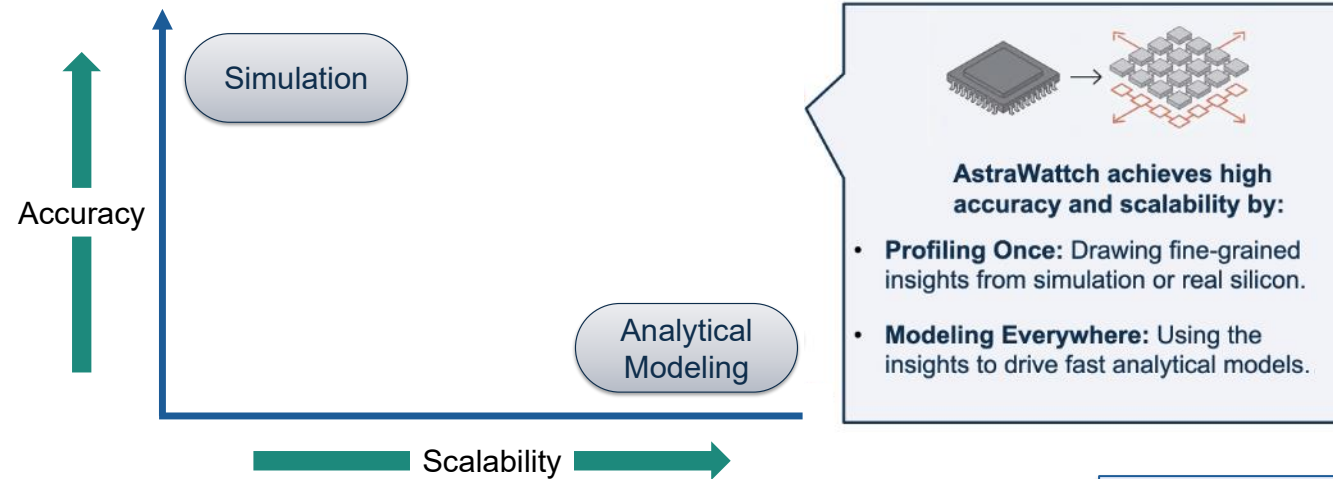 Simulation
Accuracy
Analytical
Modeling
Scalability
AstraWattch achieves high
accuracy and scalability by:
• Profiling Once: Drawing fine-grained
insights from simulation or real silicon.
• Modeling Everywhere: Using the
insights to drive fast analytical models.